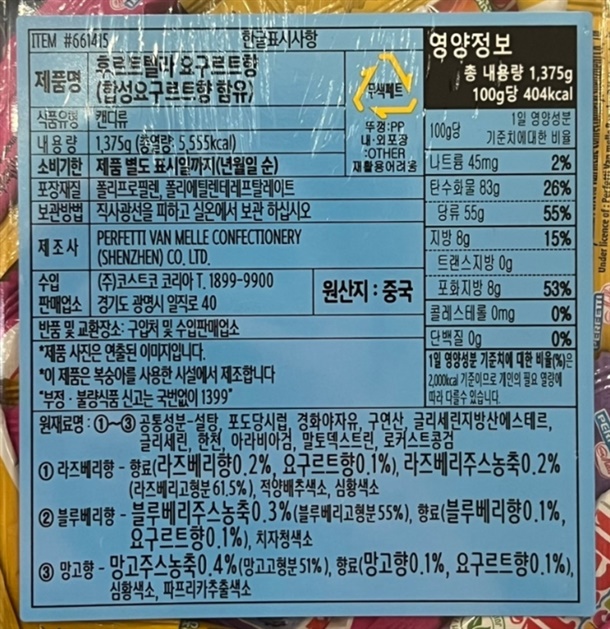 ITEM #661415 한글표시사항
제품명 후르트텔라 요구르트향
(합성요구르트향 함유)
식품유형 캔디류
내용량 1,375g (총열량: 5,555kcal)
소비기한 제품 별도 표시일까지(년월일 순)
포장재질 폴리프로필렌, 폴리에틸렌테레프탈레이트
보관방법 직사광선을 피하고 실온에서 보관 하십시오
제조사 PERFETTI VAN MELLE CONFECTIONERY
(SHENZHEN) CO. LTD.
수입 (주)코스트코 코리아 T. 1899-9900
판매업소 경기도 광명시 일직로 40
원산지 : 중국
반품 및 교환장소: 구입처 및 수입판매업소
*제품 사진은 연출된 이미지입니다.
*이 제품은 복숭아를 사용한 시설에서 제조합니다
*부정 · 불량식품 신고는 국번없이 1399"
무색페트
뚜껑:PP
내·외포장
:OTHER
재활용어려움
영양정보
총 내용량 1,375g
100g당 404kcal
100g당 1일 영양성분
기준치에대한 비율
나트륨 45mg 2%
탄수화물 83g 26%
당류 55g 55%
지방 8g 15%
트랜스지방 0g
포화지방 8g 53%
콜레스테롤 0mg 0%
단백질 0g 0%
1일 영양성분 기준치에 대한 비율(%)은
2,000kcal 기준이므로 개인의 필요 열량에
따라 다를수 있습니다.
원재료명 : ①~③ 공통성분-설탕, 포도당시럽, 경화야자유, 구연산, 글리세린지방산에스테르,
글리세린, 한천, 아라비아검, 말토덱스트린, 로커스트콩검
① 라즈베리향 - 향료(라즈베리향0.2%, 요구르트향0.1%), 라즈베리주스농축0.2%
(라즈베리고형분61.5%), 적양배추색소, 심황색소
② 블루베리향 - 블루베리주스농축0.3%(블루베리고형분55%), 향료(블루베리향0.1%,
요구르트향0.1%), 치자청색소
③ 망고향 - 망고주스농축0.4%(망고고형분51%), 향료(망고향0.1%, 요구르트향0.1%),
심황색소, 파프리카추출색소